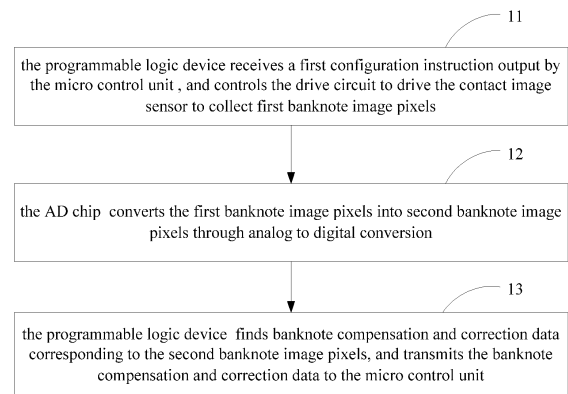 11
the programmable logic device receives a first configuration instruction output by
the micro control unit , and controls the drive circuit to drive the contact image
sensor to collect first banknote image pixels
12
the AD chip converts the first banknote image pixels into second banknote image
pixels through analog to digital conversion
13
the programmable logic device finds banknote compensation and correction data
corresponding to the second banknote image pixels, and transmits the banknote
compensation and correction data to the micro control unit